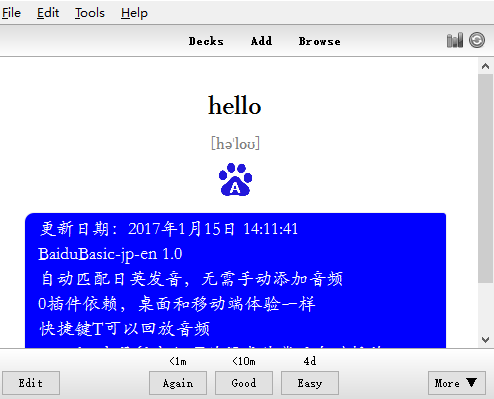 File Edit Tools Help
Decks Add Browse
hello
[hə'loʊ]
A
更新日期：2017年1月15日 14:11:41
BaiduBasic-jp-en 1.0
自动匹配日英发音，无需手动添加音频
0插件依赖，桌面和移动端体验一样
快捷键T可以回放音频
<1m <10m 4d
Edit Again Good Easy More ▼